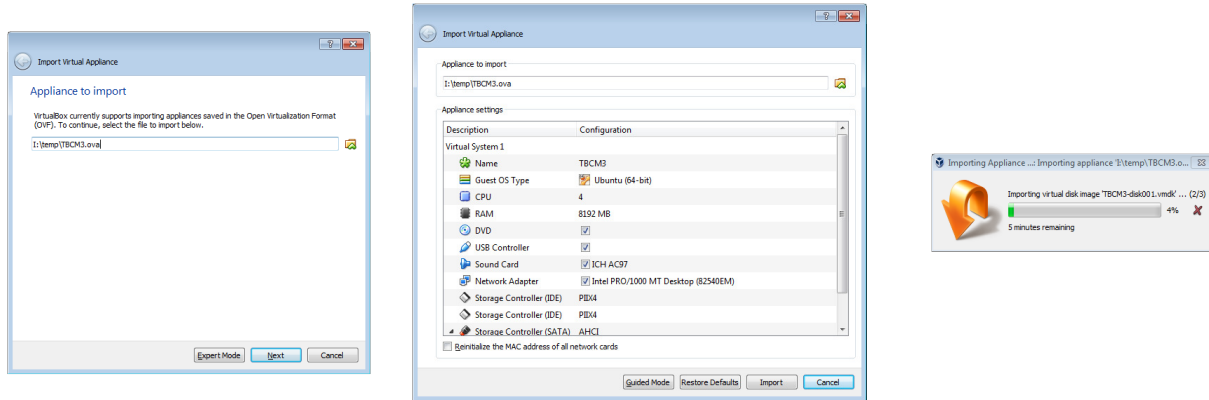 Import Virtual Appliance
Appliance to import
VirtualBox currently supports importing appliances saved in the Open Virtualization Format
(OVF). To continue, select the file to import below.
I:\temp\TBCM3.ova
Expert Mode Next Cancel
Import Virtual Appliance
Appliance to import
I:\temp\TBCM3.ova
Appliance settings
Description Configuration
Virtual System 1
Name TBCM3
Guest OS Type Ubuntu (64-bit)
CPU 4
RAM 8192 MB
DVD
USB Controller
Sound Card ICH AC97
Network Adapter Intel PRO/1000 MT Desktop (82540EM)
Storage Controller (IDE) PIIX4
Storage Controller (IDE) PIIX4
Storage Controller (SATA) AHCI
Reinitialize the MAC address of all network cards
Guided Mode Restore Defaults Import Cancel
Importing Appliance ...: Importing appliance 'I:\temp\TBCM3.o...
Importing virtual disk image 'TBCM3-disk001.vmdk' ... (2/3)
4%
5 minutes remaining